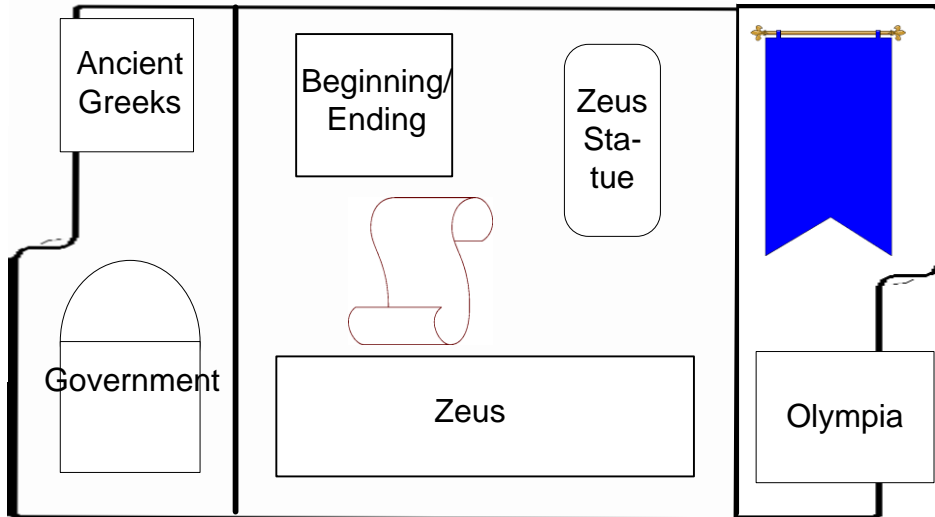 Ancient
Greeks
Beginning/
Ending
Zeus
Sta-
tue
Government
Zeus
Olympia